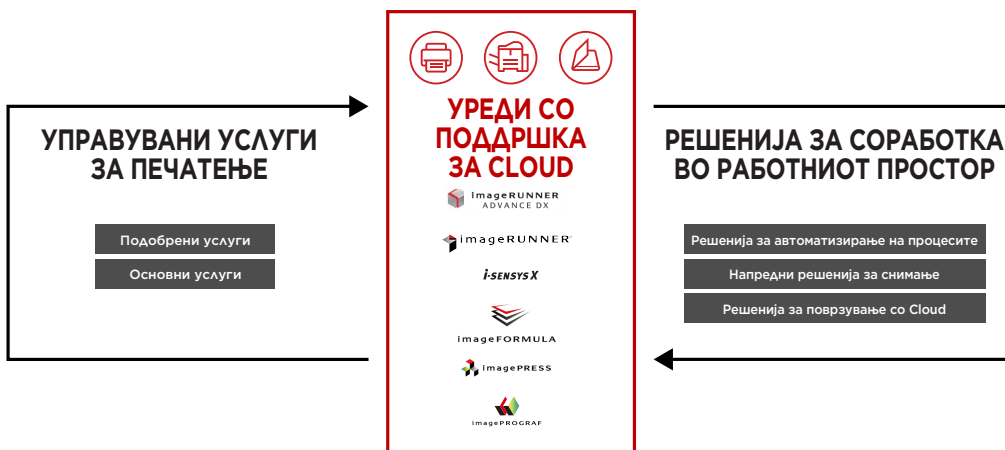 УПРАВУВАНИ УСЛУГИ
ЗА ПЕЧАТЕЊЕ
Подобрени услуги
Основни услуги
УРЕДИ СО
ПОДДРШКА
ЗА CLOUD
imageRUNNER
ADVANCE DX
imageRUNNER
i-SENSYS X
imageFORMULA
imagePRESS
imagePROGRAF
РЕШЕНИЈА ЗА СОРАБОТКА
ВО РАБОТНИОТ ПРОСТОР
Решенија за автоматизирање на процесите
Напредни решенија за снимање
Решенија за поврзување со Cloud